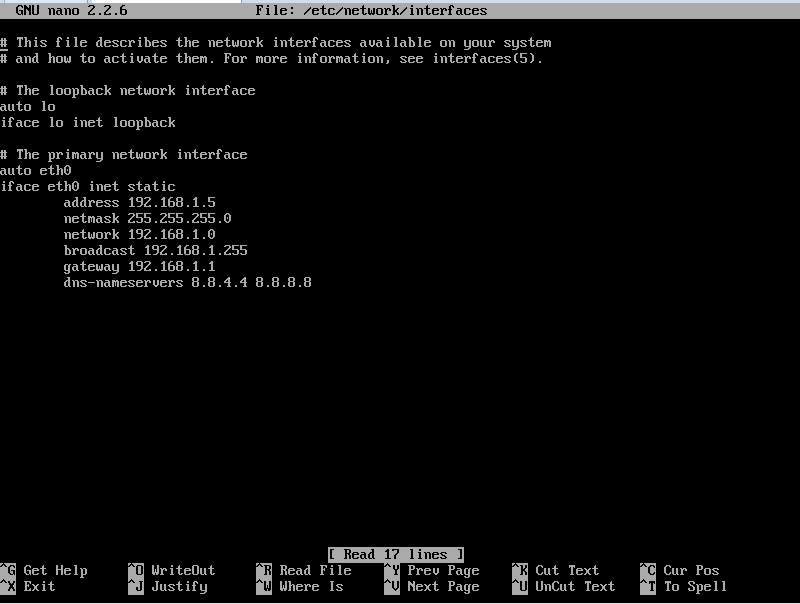 GNU nano 2.2.6 File: /etc/network/interfaces
# This file describes the network interfaces available on your system
# and how to activate them. For more information, see interfaces(5).
# The loopback network interface
auto lo
iface lo inet loopback
# The primary network interface
auto eth0
iface eth0 inet static
address 192.168.1.5
netmask 255.255.255.0
network 192.168.1.0
broadcast 192.168.1.255
gateway 192.168.1.1
dns-nameservers 8.8.4.4 8.8.8.8
[ Read 17 lines ]
^G Get Help ^O WriteOut ^R Read File ^Y Prev Page ^K Cut Text ^C Cur Pos
^X Exit ^J Justify ^W Where Is ^V Next Page ^U UnCut Text ^T To Spell